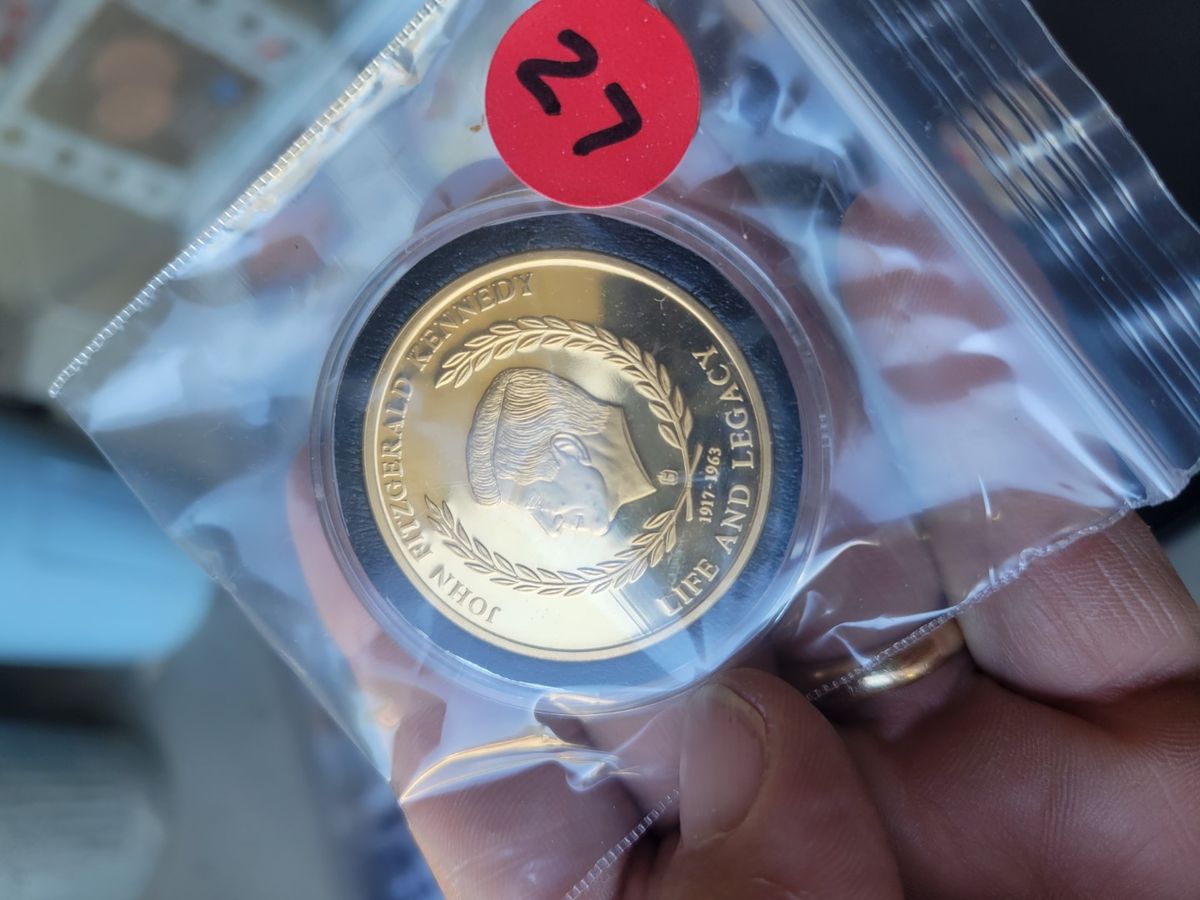 27
JOHN FITZGERALD KENNEDY
1917-1963
LIFE AND LEGACY